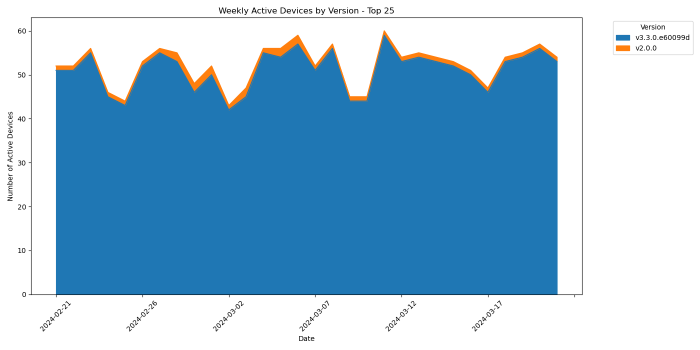 Weekly Active Devices by Version - Top 25
Version
v3.3.0.e60099d
v2.0.0
Number of Active Devices
60
50
40
30
20
10
0
2024-02-21
2024-02-26
2024-03-02
2024-03-07
2024-03-12
2024-03-17
Date